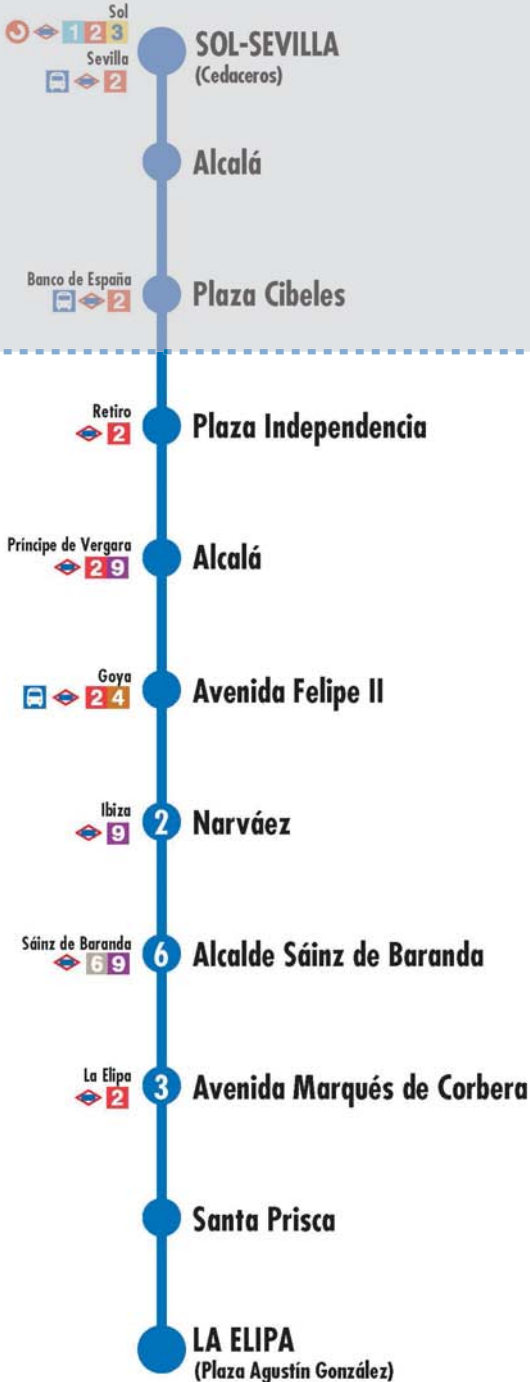 Sol
1 2 3
Sevilla
2
SOL-SEVILLA
(Cedaceros)
Alcalá
Banco de España
2
Plaza Cibeles
Retiro
2
Plaza Independencia
Príncipe de Vergara
2 9
Alcalá
Goya
2 4
Avenida Felipe II
Ibiza
9
2
Narváez
Sáinz de Baranda
6 9
6
Alcalde Sáinz de Baranda
La Elipa
2
3
Avenida Marqués de Corbera
Santa Prisca
LA ELIPA
(Plaza Agustín González)